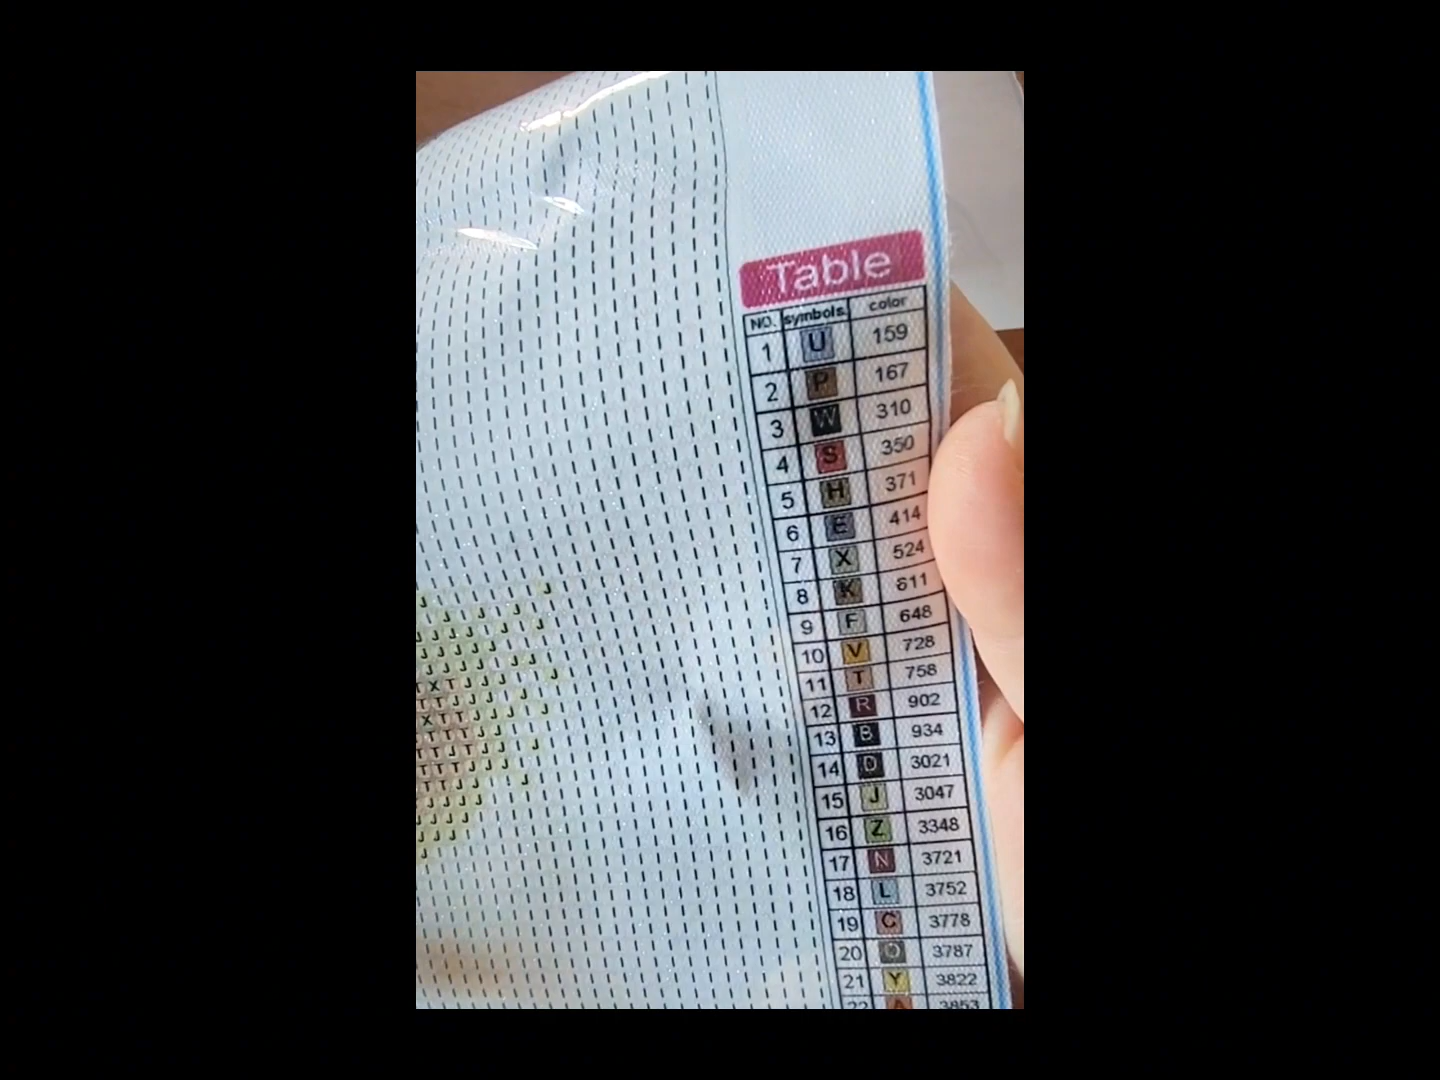 Table
NO. symbols. color
1 U 159
2 P 167
3 W 310
4 S 350
5 H 371
6 E 414
7 X 524
8 K 611
9 F 648
10 V 728
11 T 758
12 R 902
13 B 934
14 D 3021
15 J 3047
16 Z 3348
17 N 3721
18 L 3752
19 C 3778
20 O 3787
21 Y 3822
22 A 3853